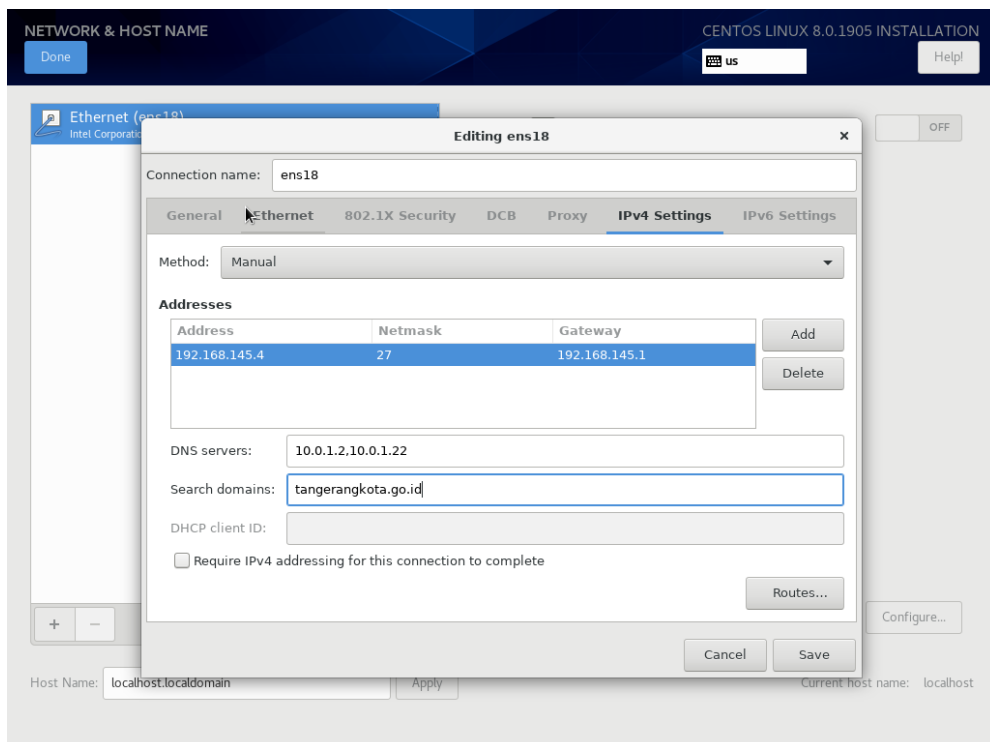 NETWORK & HOST NAME
CENTOS LINUX 8.0.1905 INSTALLATION
Done
us
Help!
Ethernet (ens18)
Intel Corporatic
OFF
Editing ens18
Connection name: ens18
General Ethernet 802.1X Security DCB Proxy IPv4 Settings IPv6 Settings
Method: Manual
Addresses
Address Netmask Gateway
192.168.145.4 27 192.168.145.1
Add
Delete
DNS servers: 10.0.1.2,10.0.1.22
Search domains: tangerangkota.go.id
DHCP client ID:
Require IPv4 addressing for this connection to complete
Routes...
+ −
Configure...
Cancel Save
Host Name: localhost.localdomain Apply Current host name: localhost